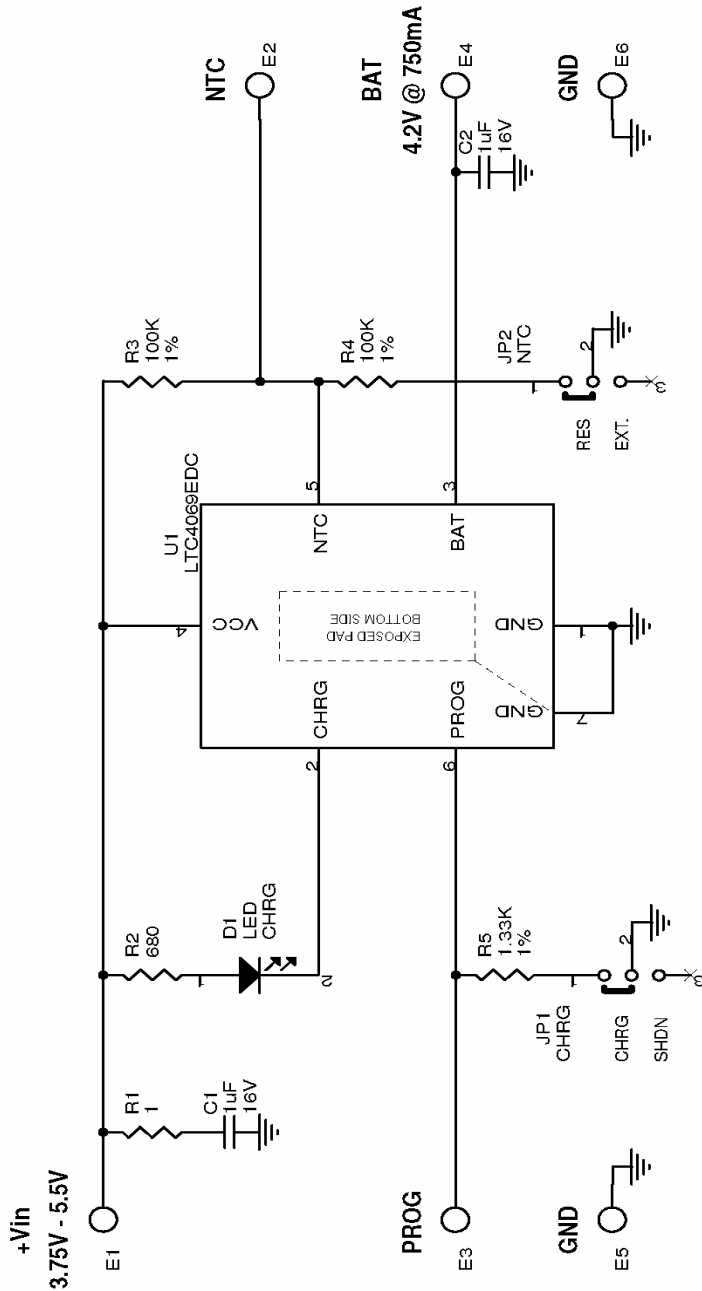 +Vin
3.75V - 5.5V
E1
R1
1
C1
1uF
16V
R2
680
1
D1
LED
CHRG
2
U1
LTC4069EDC
4
VCC
2
CHRG
NTC
5
EXPOSED PAD
BOTTOM SIDE
6
PROG
BAT
3
GND
7
GND
1
R3
100K
1%
R4
100K
1%
NTC
E2
BAT
4.2V @ 750mA
E4
C2
1uF
16V
JP2
NTC
1
2
3
RES
EXT.
GND
E6
PROG
E3
R5
1.33K
1%
JP1
CHRG
1
2
3
CHRG
SHDN
GND
E5